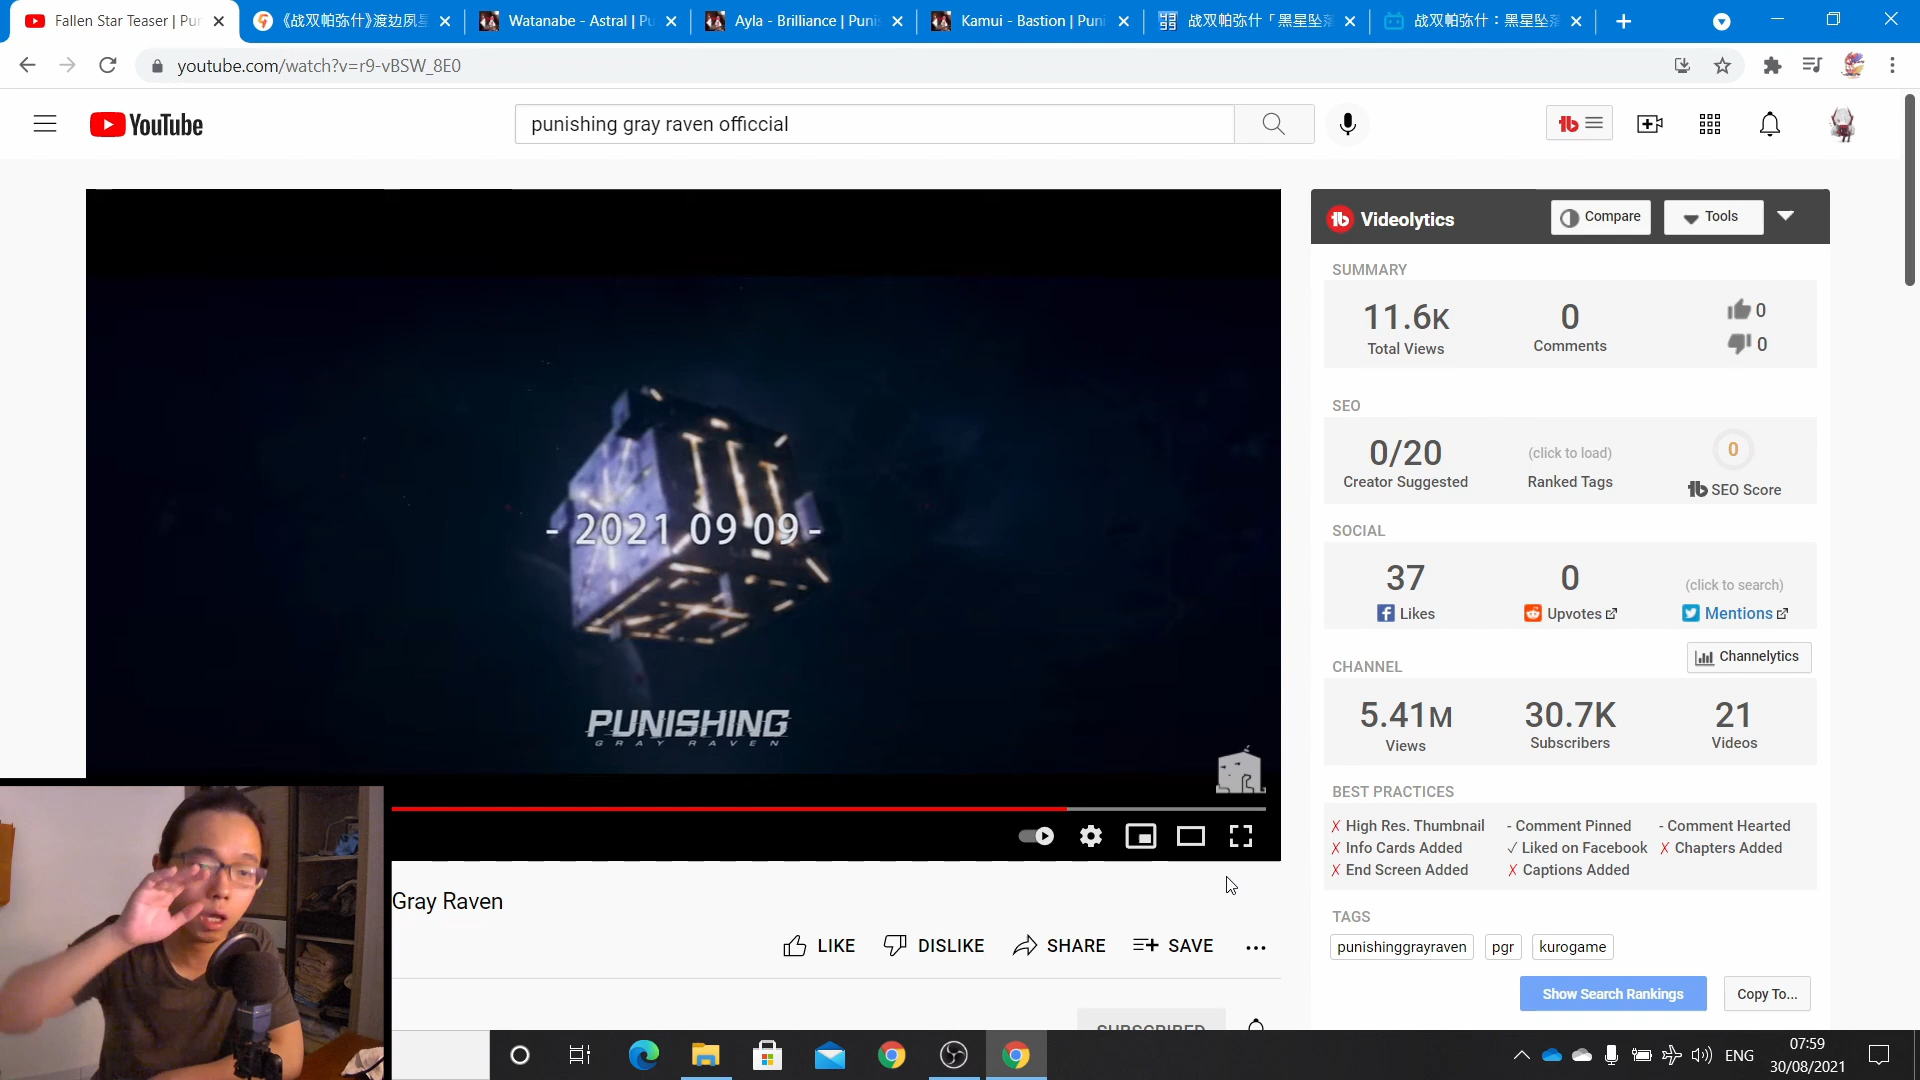 Fallen Star Teaser | Pu
《战双帕弥什》渡边夙星
Watanabe - Astral | Pu
Ayla - Brilliance | Puni
Kamui - Bastion | Puni
战双帕弥什「黑星坠落
战双帕弥什：黑星坠落
youtube.com/watch?v=r9-vBSW_8E0
YouTube
punishing gray raven officcial
- 2021 09 09 -
PUNISHING
GRAY RAVEN
Gray Raven
LIKE
DISLIKE
SHARE
SAVE
SUBSCRIBED
Videolytics
Compare
Tools
SUMMARY
11.6K
Total Views
0
Comments
0
0
SEO
0/20
Creator Suggested
(click to load)
Ranked Tags
0
SEO Score
SOCIAL
37
Likes
0
Upvotes
(click to search)
Mentions
CHANNEL
Channelytics
5.41M
Views
30.7K
Subscribers
21
Videos
BEST PRACTICES
X High Res. Thumbnail
- Comment Pinned
- Comment Hearted
X Info Cards Added
✓ Liked on Facebook
X Chapters Added
X End Screen Added
X Captions Added
TAGS
punishinggrayraven
pgr
kurogame
Show Search Rankings
Copy To...
ENG
07:59
30/08/2021